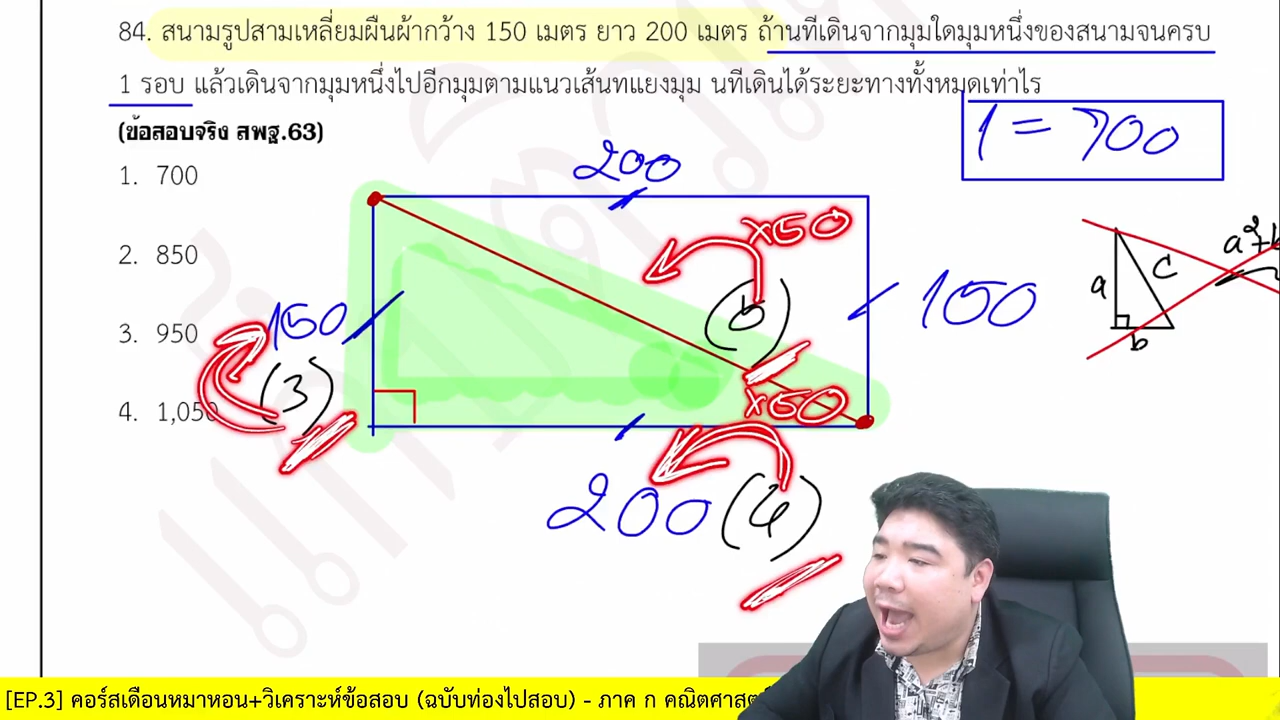 84. สนามรูปสามเหลี่ยมผืนผ้ากว้าง 150 เมตร ยาว 200 เมตร ถ้านทีเดินจากมุมใดมุมหนึ่งของสนามจนครบ
1 รอบ แล้วเดินจากมุมหนึ่งไปอีกมุมตามแนวเส้นทแยงมุม นทีเดินได้ระยะทางทั้งหมดเท่าไร
(ข้อสอบจริง สพฐ.63)
1 = 700
1. 700
200
×50
2. 850
a c b
150
(5)
150
3. 950
(3)
×50
4. 1,050
200 (4)
[EP.3] คอร์สเดือนหมาหอน+วิเคราะห์ข้อสอบ (ฉบับท่องไปสอบ) - ภาค ก